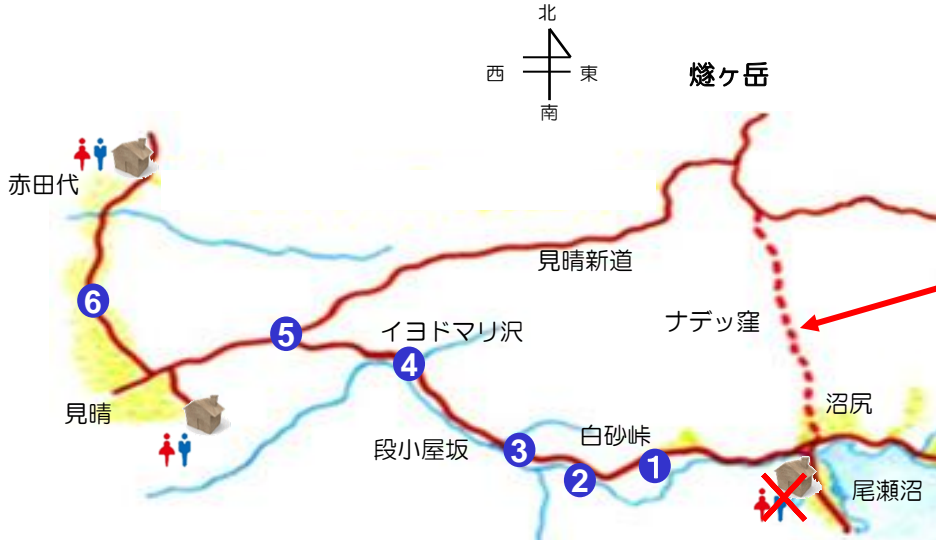 北
西
東
南
燧ヶ岳
赤田代
見晴新道
6
ナデッ窪
5
イヨドマリ沢
4
見晴
沼尻
段小屋坂
白砂峠
3
1
2
尾瀬沼